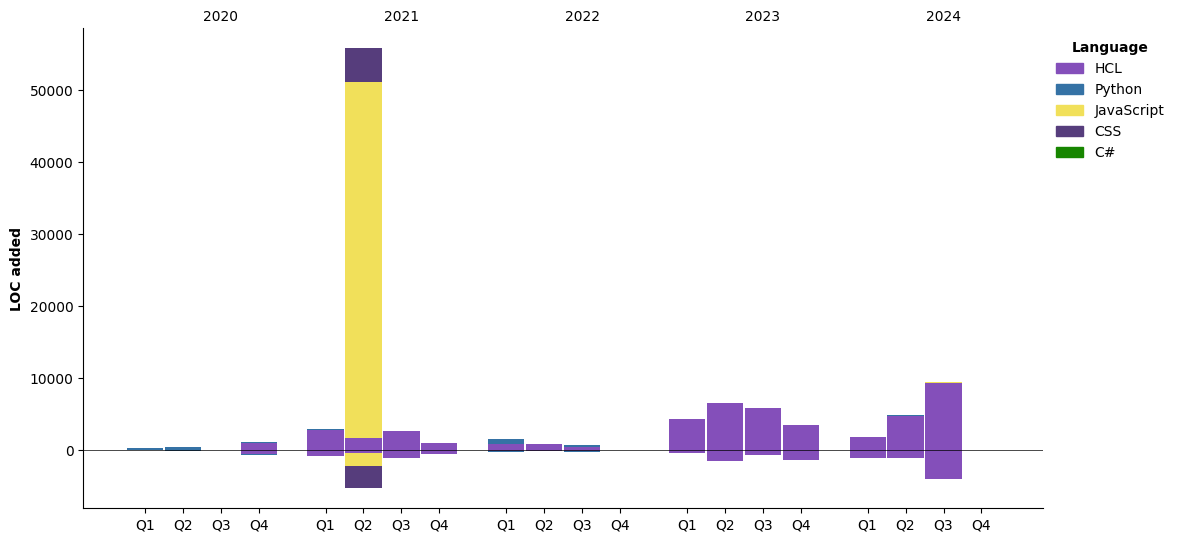 2020 2021 2022 2023 2024
Language
HCL
Python
JavaScript
CSS
C#
LOC added
50000
40000
30000
20000
10000
0
Q1 Q2 Q3 Q4 Q1 Q2 Q3 Q4 Q1 Q2 Q3 Q4 Q1 Q2 Q3 Q4 Q1 Q2 Q3 Q4